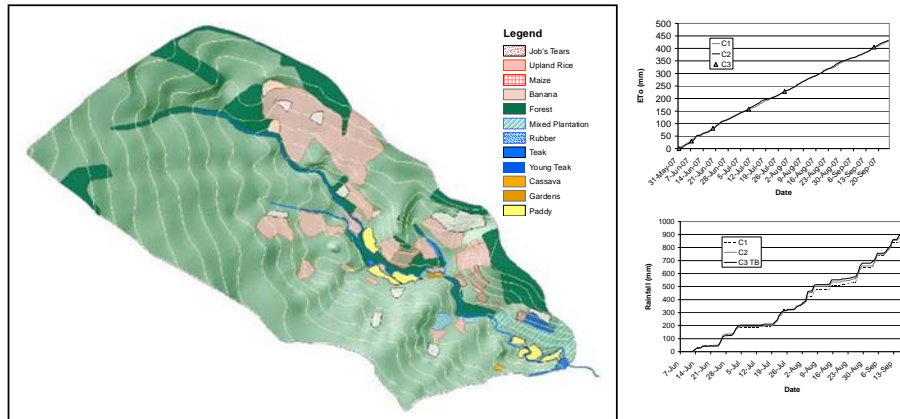 Legend
Job's Tears
Upland Rice
Maize
Banana
Forest
Mixed Plantation
Rubber
Teak
Young Teak
Cassava
Gardens
Paddy
500
450
400
350
300
250
200
150
100
50
0
ETo (mm)
C1
C2
C3
31-May-07
7-Jun-07
14-Jun-07
21-Jun-07
28-Jun-07
5-Jul-07
12-Jul-07
19-Jul-07
26-Jul-07
2-Aug-07
9-Aug-07
16-Aug-07
23-Aug-07
30-Aug-07
6-Sep-07
13-Sep-07
20-Sep-07
Date
1000
900
800
700
600
500
400
300
200
100
0
Rainfall (mm)
C1
C2
C3 TB
7-Jun
14-Jun
21-Jun
28-Jun
5-Jul
12-Jul
19-Jul
26-Jul
2-Aug
9-Aug
16-Aug
23-Aug
30-Aug
6-Sep
13-Sep
Date